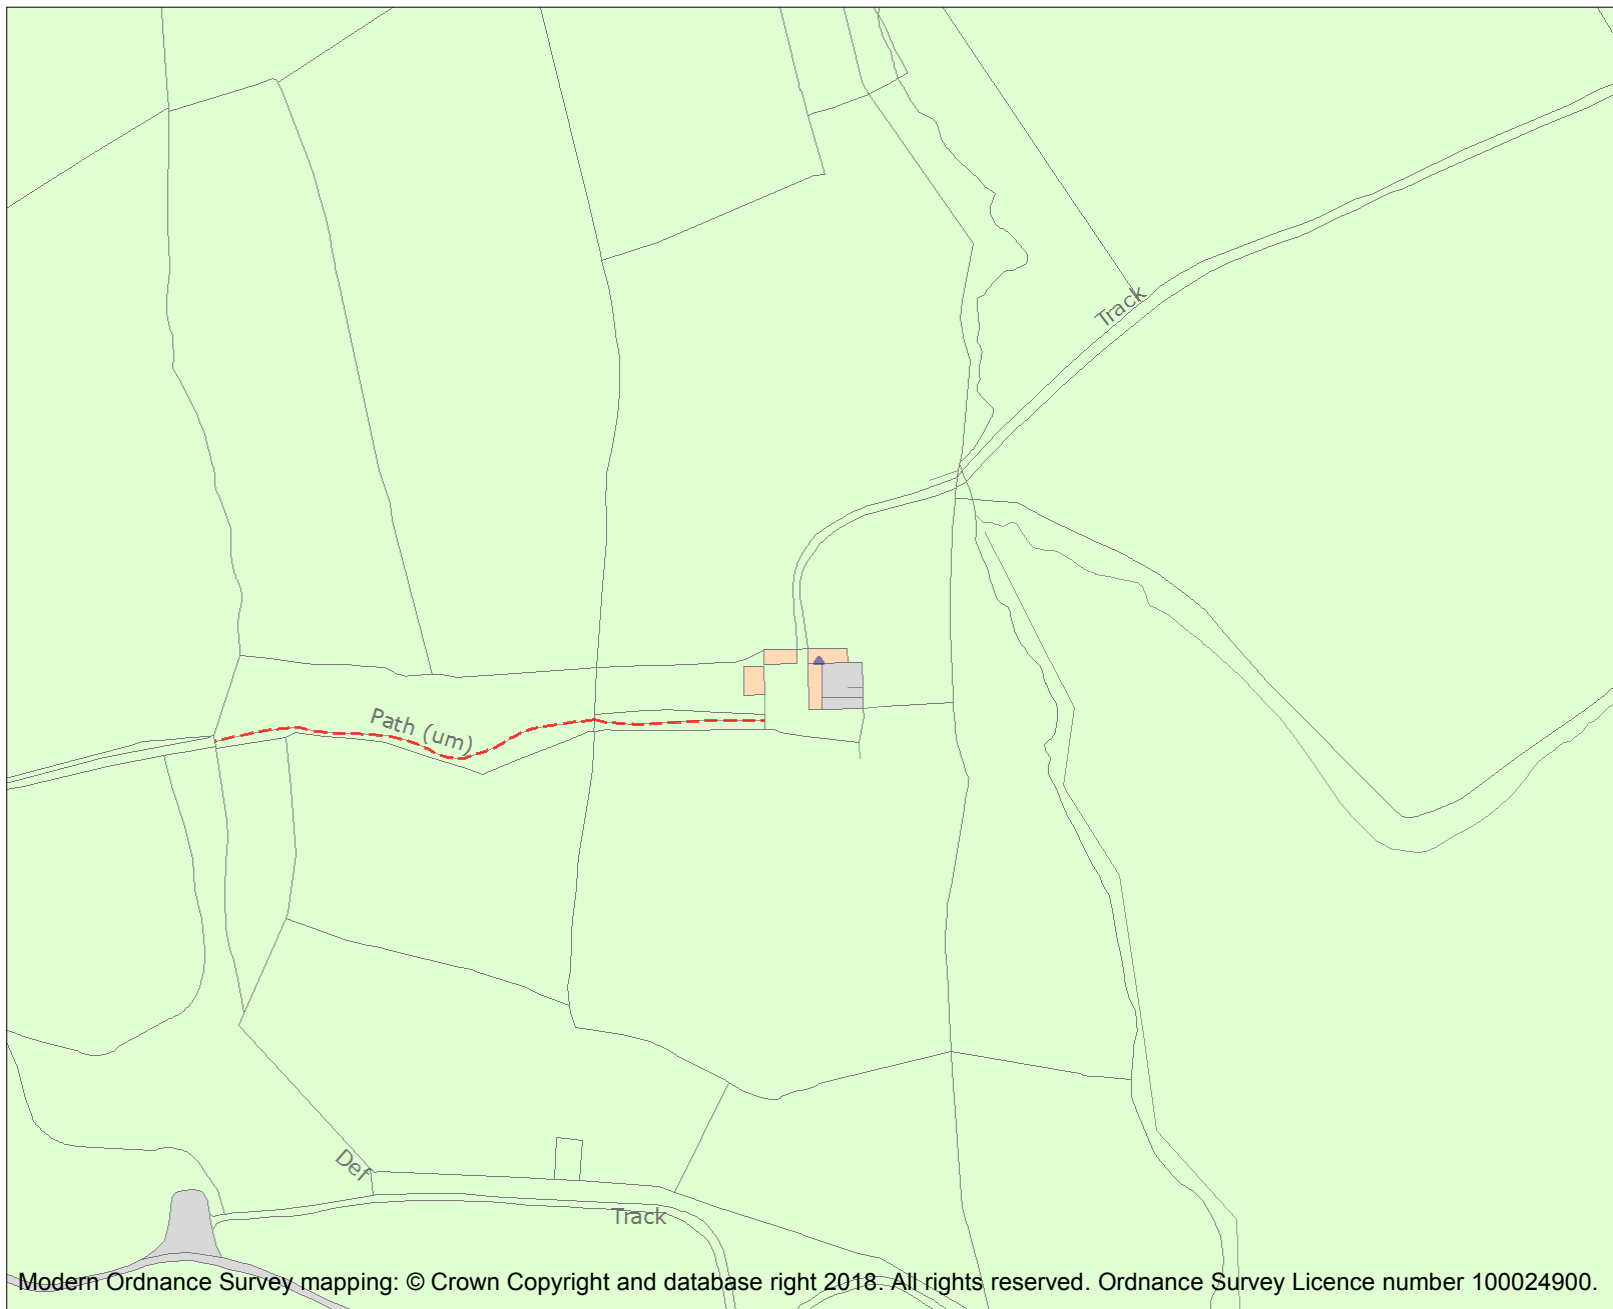 Track
Path (um)
Def
Track
Modern Ordnance Survey mapping: © Crown Copyright and database right 2018. All rights reserved. Ordnance Survey Licence number 100024900.